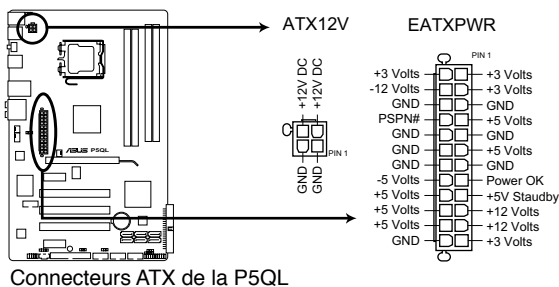 ATX12V
EATXPWR
+12V DC
+12V DC
GND
GND
PIN 1
PIN 1
+3 Volts
+3 Volts
-12 Volts
+3 Volts
GND
GND
PSPN#
+5 Volts
GND
GND
GND
+5 Volts
GND
GND
-5 Volts
Power OK
+5 Volts
+5V Staudby
+5 Volts
+12 Volts
+5 Volts
+12 Volts
GND
+3 Volts
ASUS P5QL
Connecteurs ATX de la P5QL